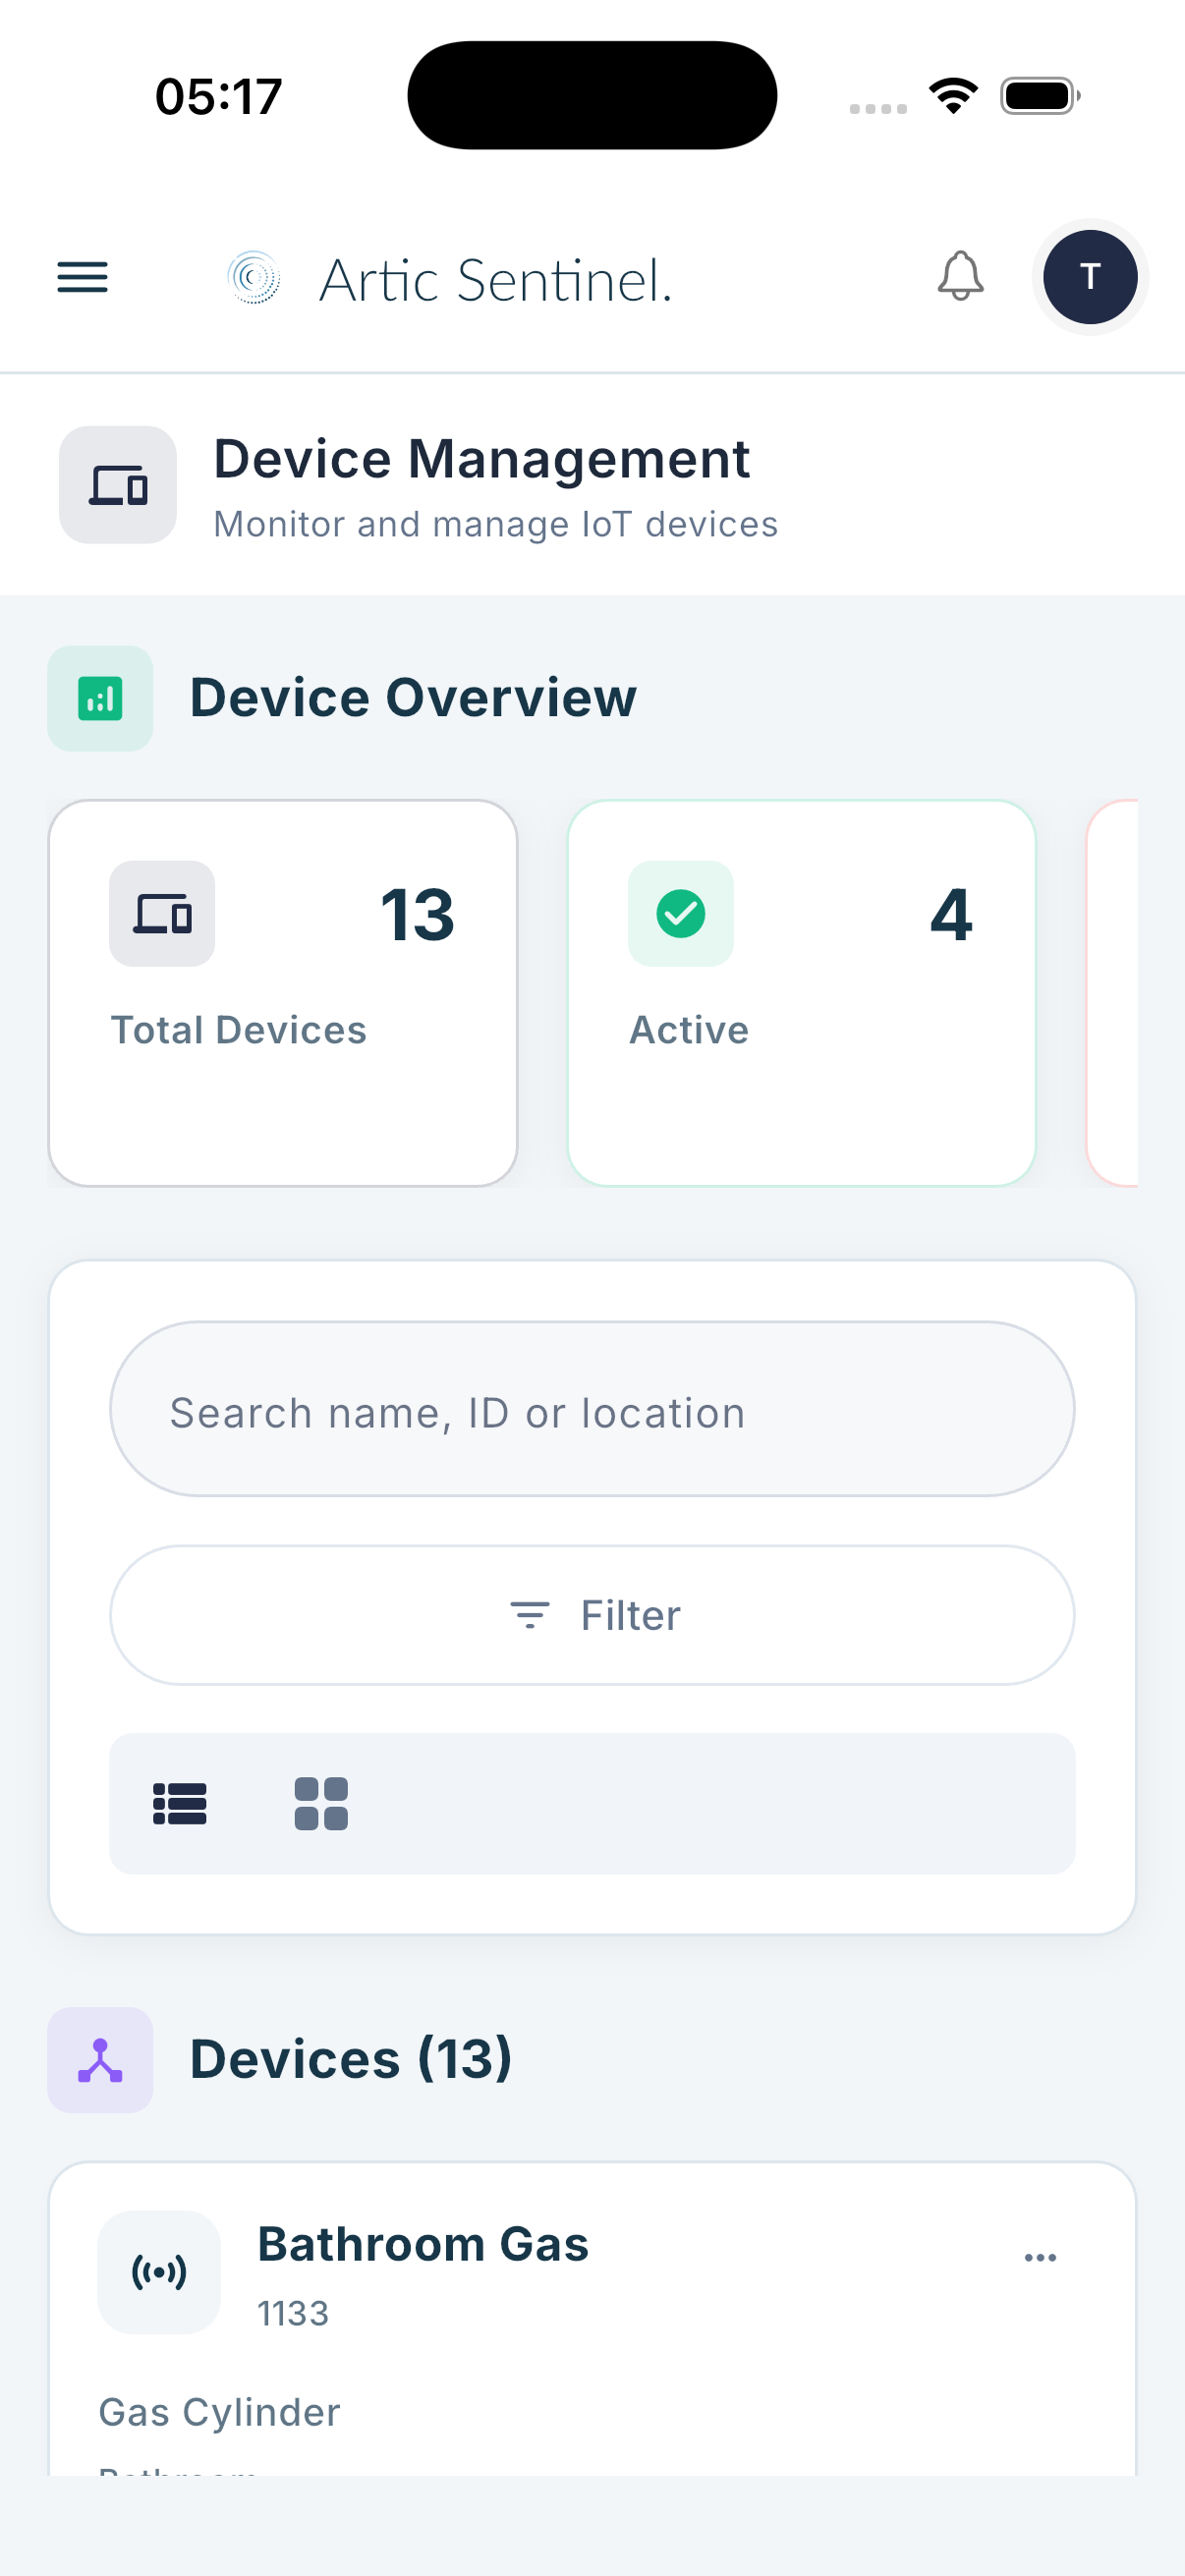 05:17
Artic Sentinel.
T
Device Management
Monitor and manage IoT devices
Device Overview
13
Total Devices
4
Active
Search name, ID or location
Filter
Devices (13)
Bathroom Gas
1133
Gas Cylinder